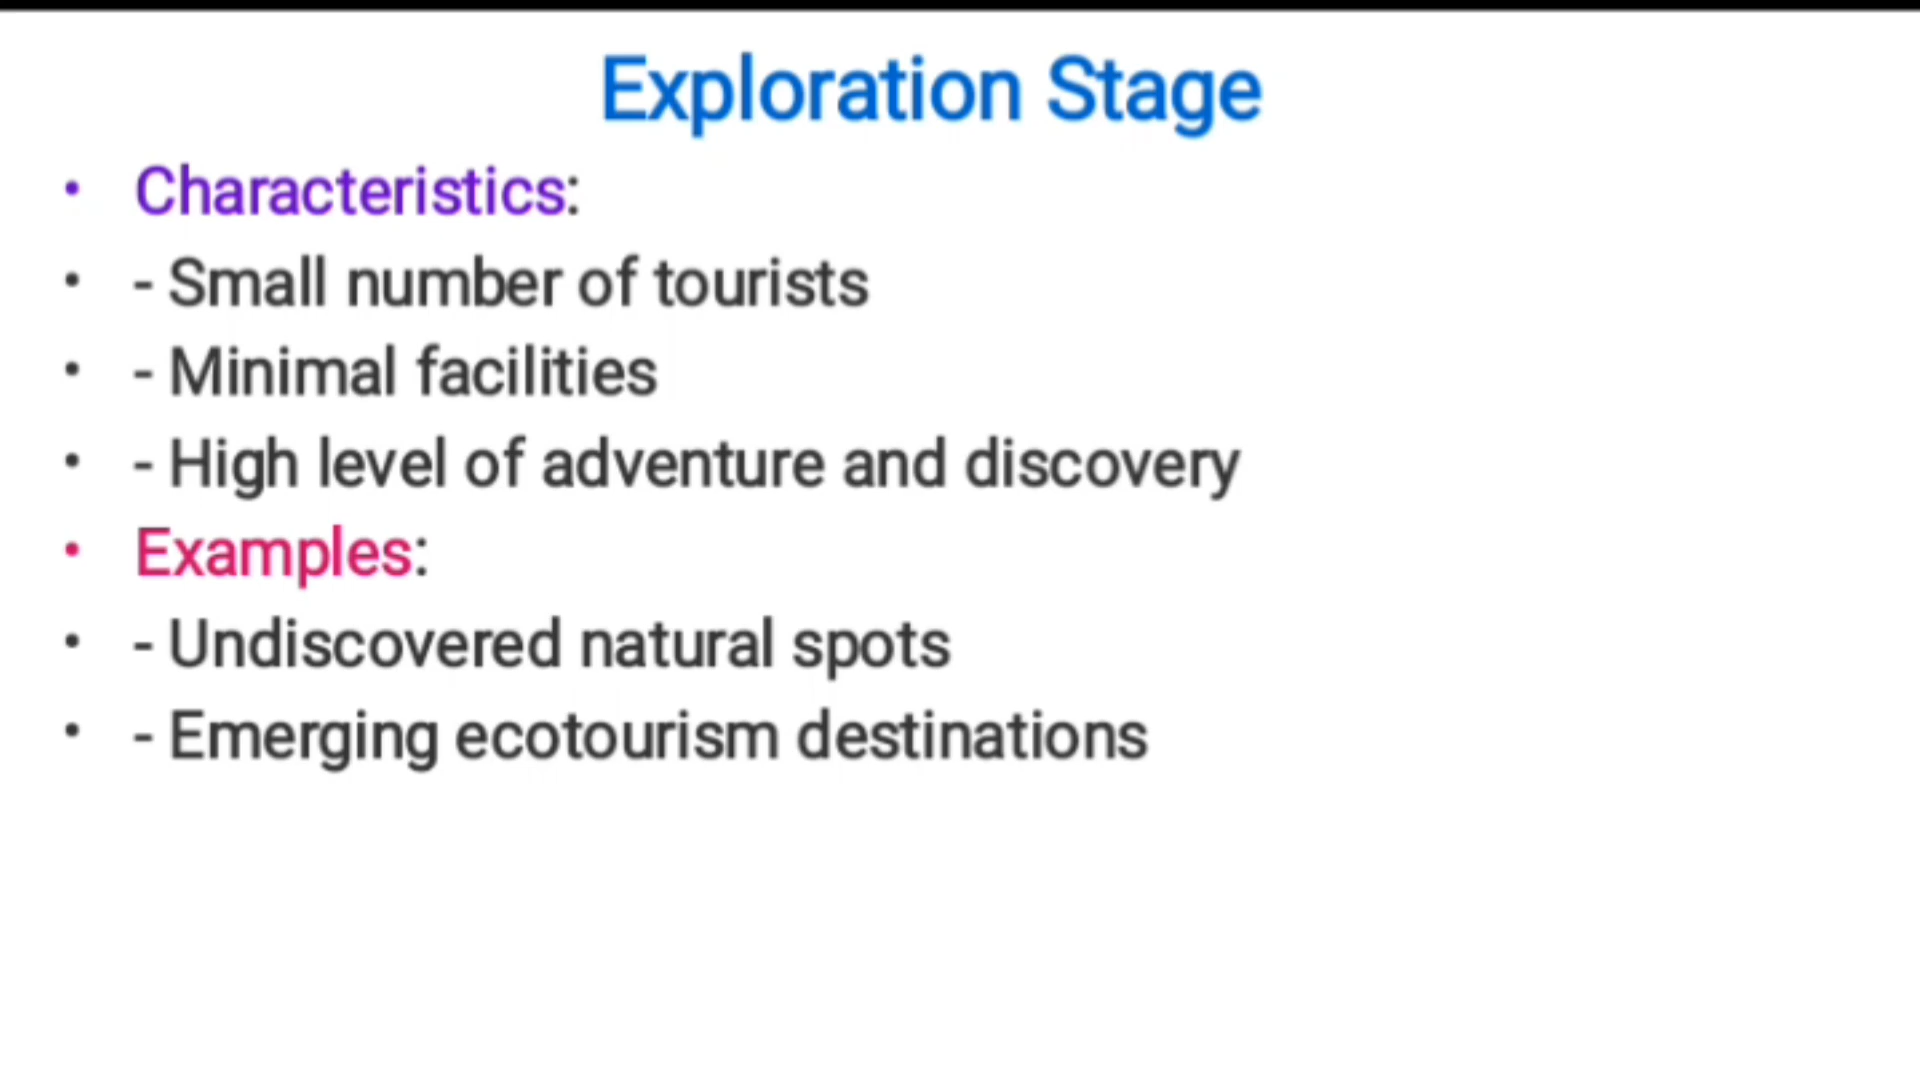 Exploration Stage
• Characteristics:
• - Small number of tourists
• - Minimal facilities
• - High level of adventure and discovery
• Examples:
• - Undiscovered natural spots
• - Emerging ecotourism destinations